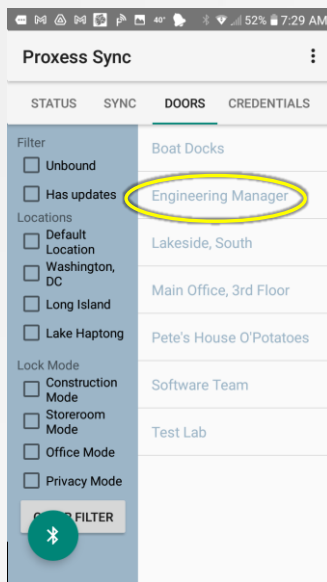 40° 52% 7:29 AM
Proxess Sync
STATUS SYNC DOORS CREDENTIALS
Filter
Unbound
Has updates
Locations
Default
Location
Washington,
DC
Long Island
Lake Haptong
Lock Mode
Construction
Mode
Storeroom
Mode
Office Mode
Privacy Mode
FILTER
Boat Docks
Engineering Manager
Lakeside, South
Main Office, 3rd Floor
Pete's House O'Potatoes
Software Team
Test Lab